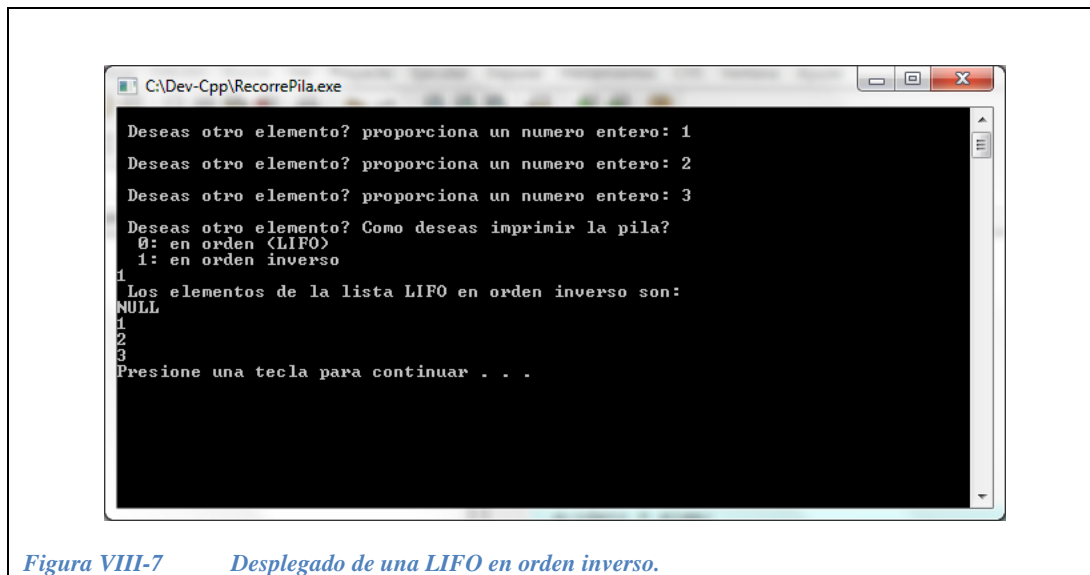 C:\Dev-Cpp\RecorrePila.exe
Deseas otro elemento? proporciona un numero entero: 1
Deseas otro elemento? proporciona un numero entero: 2
Deseas otro elemento? proporciona un numero entero: 3
Deseas otro elemento? Como deseas imprimir la pila?
0: en orden (LIFO)
1: en orden inverso
1
Los elementos de la lista LIFO en orden inverso son:
NULL
1
2
3
Presione una tecla para continuar . . .
Figura VIII-7 Desplegado de una LIFO en orden inverso.